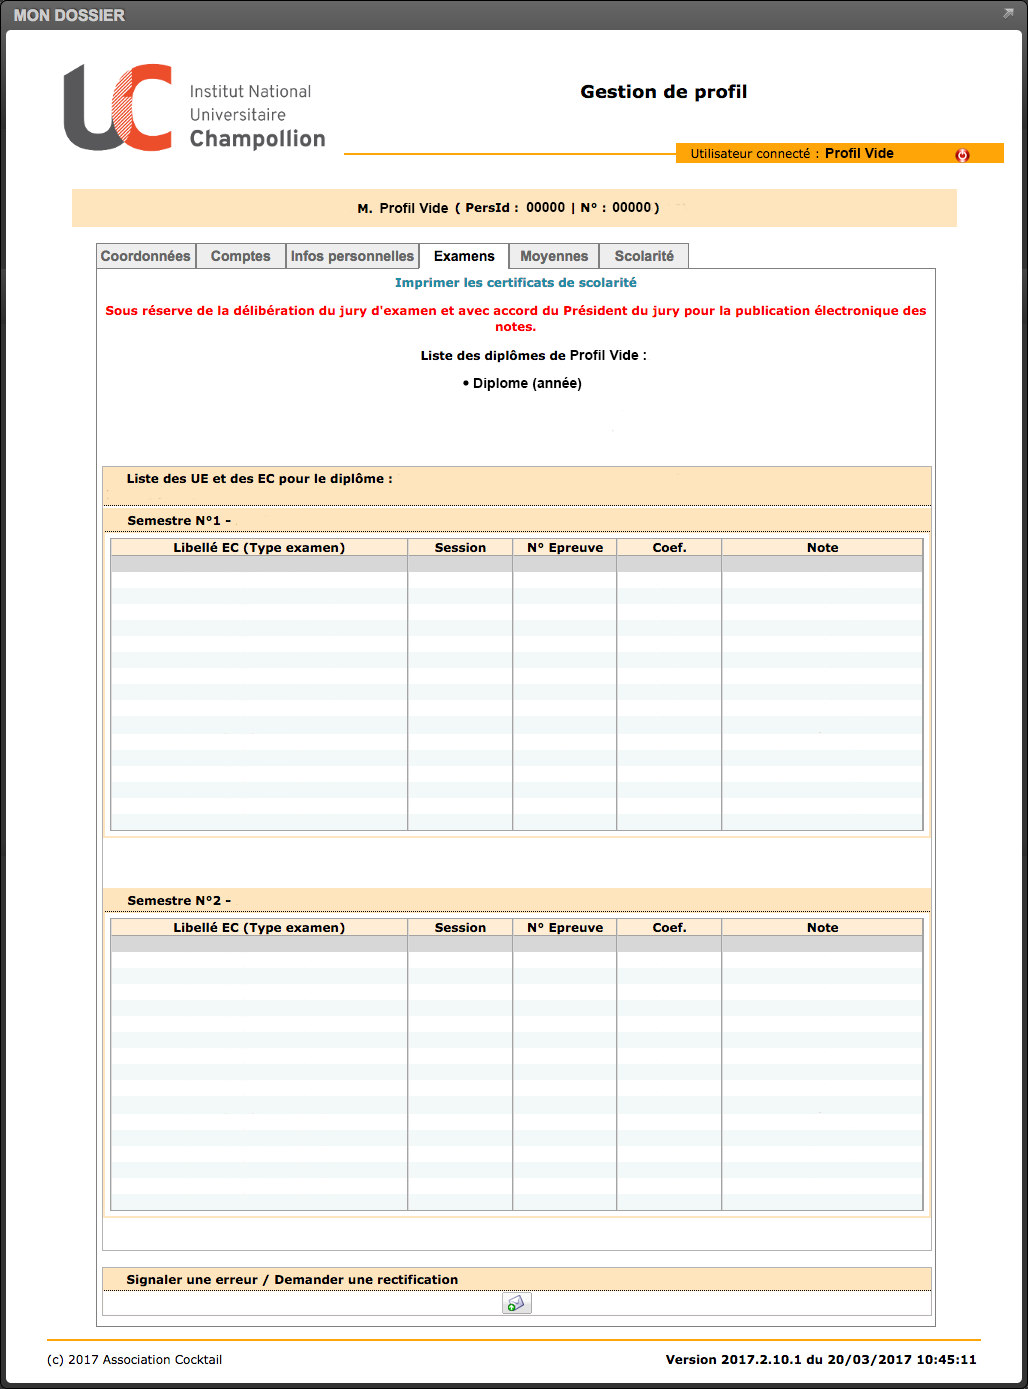 MON DOSSIER
UC
Institut National
Universitaire
Champollion
Gestion de profil
Utilisateur connecté : Profil Vide
M. Profil Vide ( PersId : 00000 | N° : 00000 )
Coordonnées Comptes Infos personnelles Examens Moyennes Scolarité
Imprimer les certificats de scolarité
Sous réserve de la délibération du jury d'examen et avec accord du Président du jury pour la publication électronique des
notes.
Liste des diplômes de Profil Vide :
• Diplome (année)
Liste des UE et des EC pour le diplôme :
Semestre N°1 -
Libellé EC (Type examen) Session N° Epreuve Coef. Note
Semestre N°2 -
Libellé EC (Type examen) Session N° Epreuve Coef. Note
Signaler une erreur / Demander une rectification
(c) 2017 Association Cocktail
Version 2017.2.10.1 du 20/03/2017 10:45:11